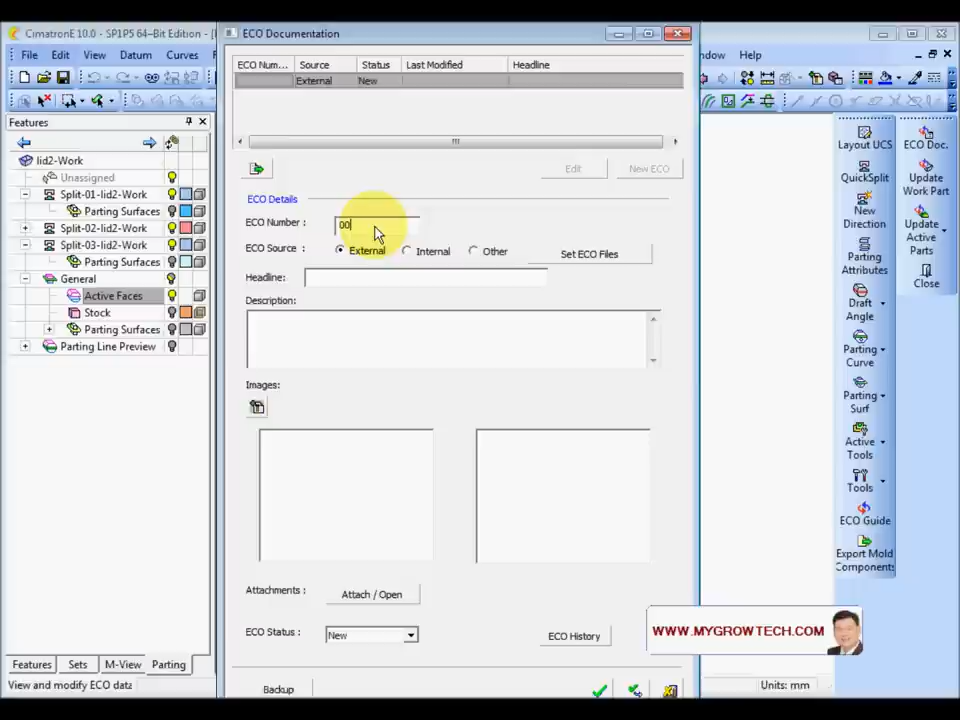 CimatronE 10.0 - SP1P5 64-Bit Edition - [
ECO Documentation
File Edit View Datum Curves
ndow Help
ECO Num... Source Status Last Modified Headline
External New
Features
lid2-Work
Unassigned
Split-01-lid2-Work
Parting Surfaces
Split-02-lid2-Work
Split-03-lid2-Work
Parting Surfaces
General
Active Faces
Stock
Parting Surfaces
Parting Line Preview
Edit New ECO
ECO Details
ECO Number : 00
ECO Source : External Internal Other Set ECO Files
Headline:
Description:
Images:
Attachments : Attach / Open
ECO Status : New ECO History
Backup
Layout UCS
QuickSplit
New
Direction
Parting
Attributes
Draft
Angle
Parting
Curve
Parting
Surf
Active
Tools
Tools
ECO Guide
Export Mold
Components
ECO Doc.
Update
Work Part
Update
Active
Parts
Close
WWW.MYGROWTECH.COM
Features Sets M-View Parting
View and modify ECO data
Units: mm